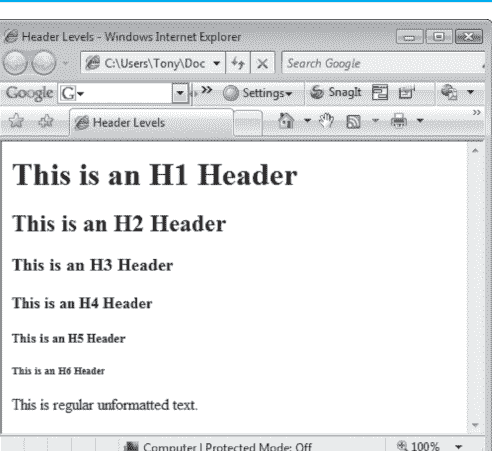 Header Levels - Windows Internet Explorer
C:\Users\Tony\Doc Search Google
Google G Settings SnagIt
Header Levels
This is an H1 Header
This is an H2 Header
This is an H3 Header
This is an H4 Header
This is an H5 Header
This is an H6 Header
This is regular unformatted text.
Computer | Protected Mode: Off 100%